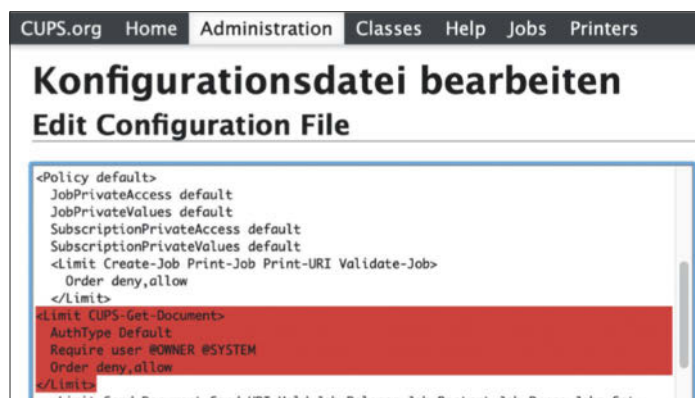 CUPS.org Home Administration Classes Help Jobs Printers
Konfigurationsdatei bearbeiten
Edit Configuration File
<Policy default>
JobPrivateAccess default
JobPrivateValues default
SubscriptionPrivateAccess default
SubscriptionPrivateValues default
<Limit Create-Job Print-Job Print-URI Validate-Job>
Order deny,allow
</Limit>
<Limit CUPS-Get-Document>
AuthType Default
Require user @OWNER @SYSTEM
Order deny,allow
</Limit>